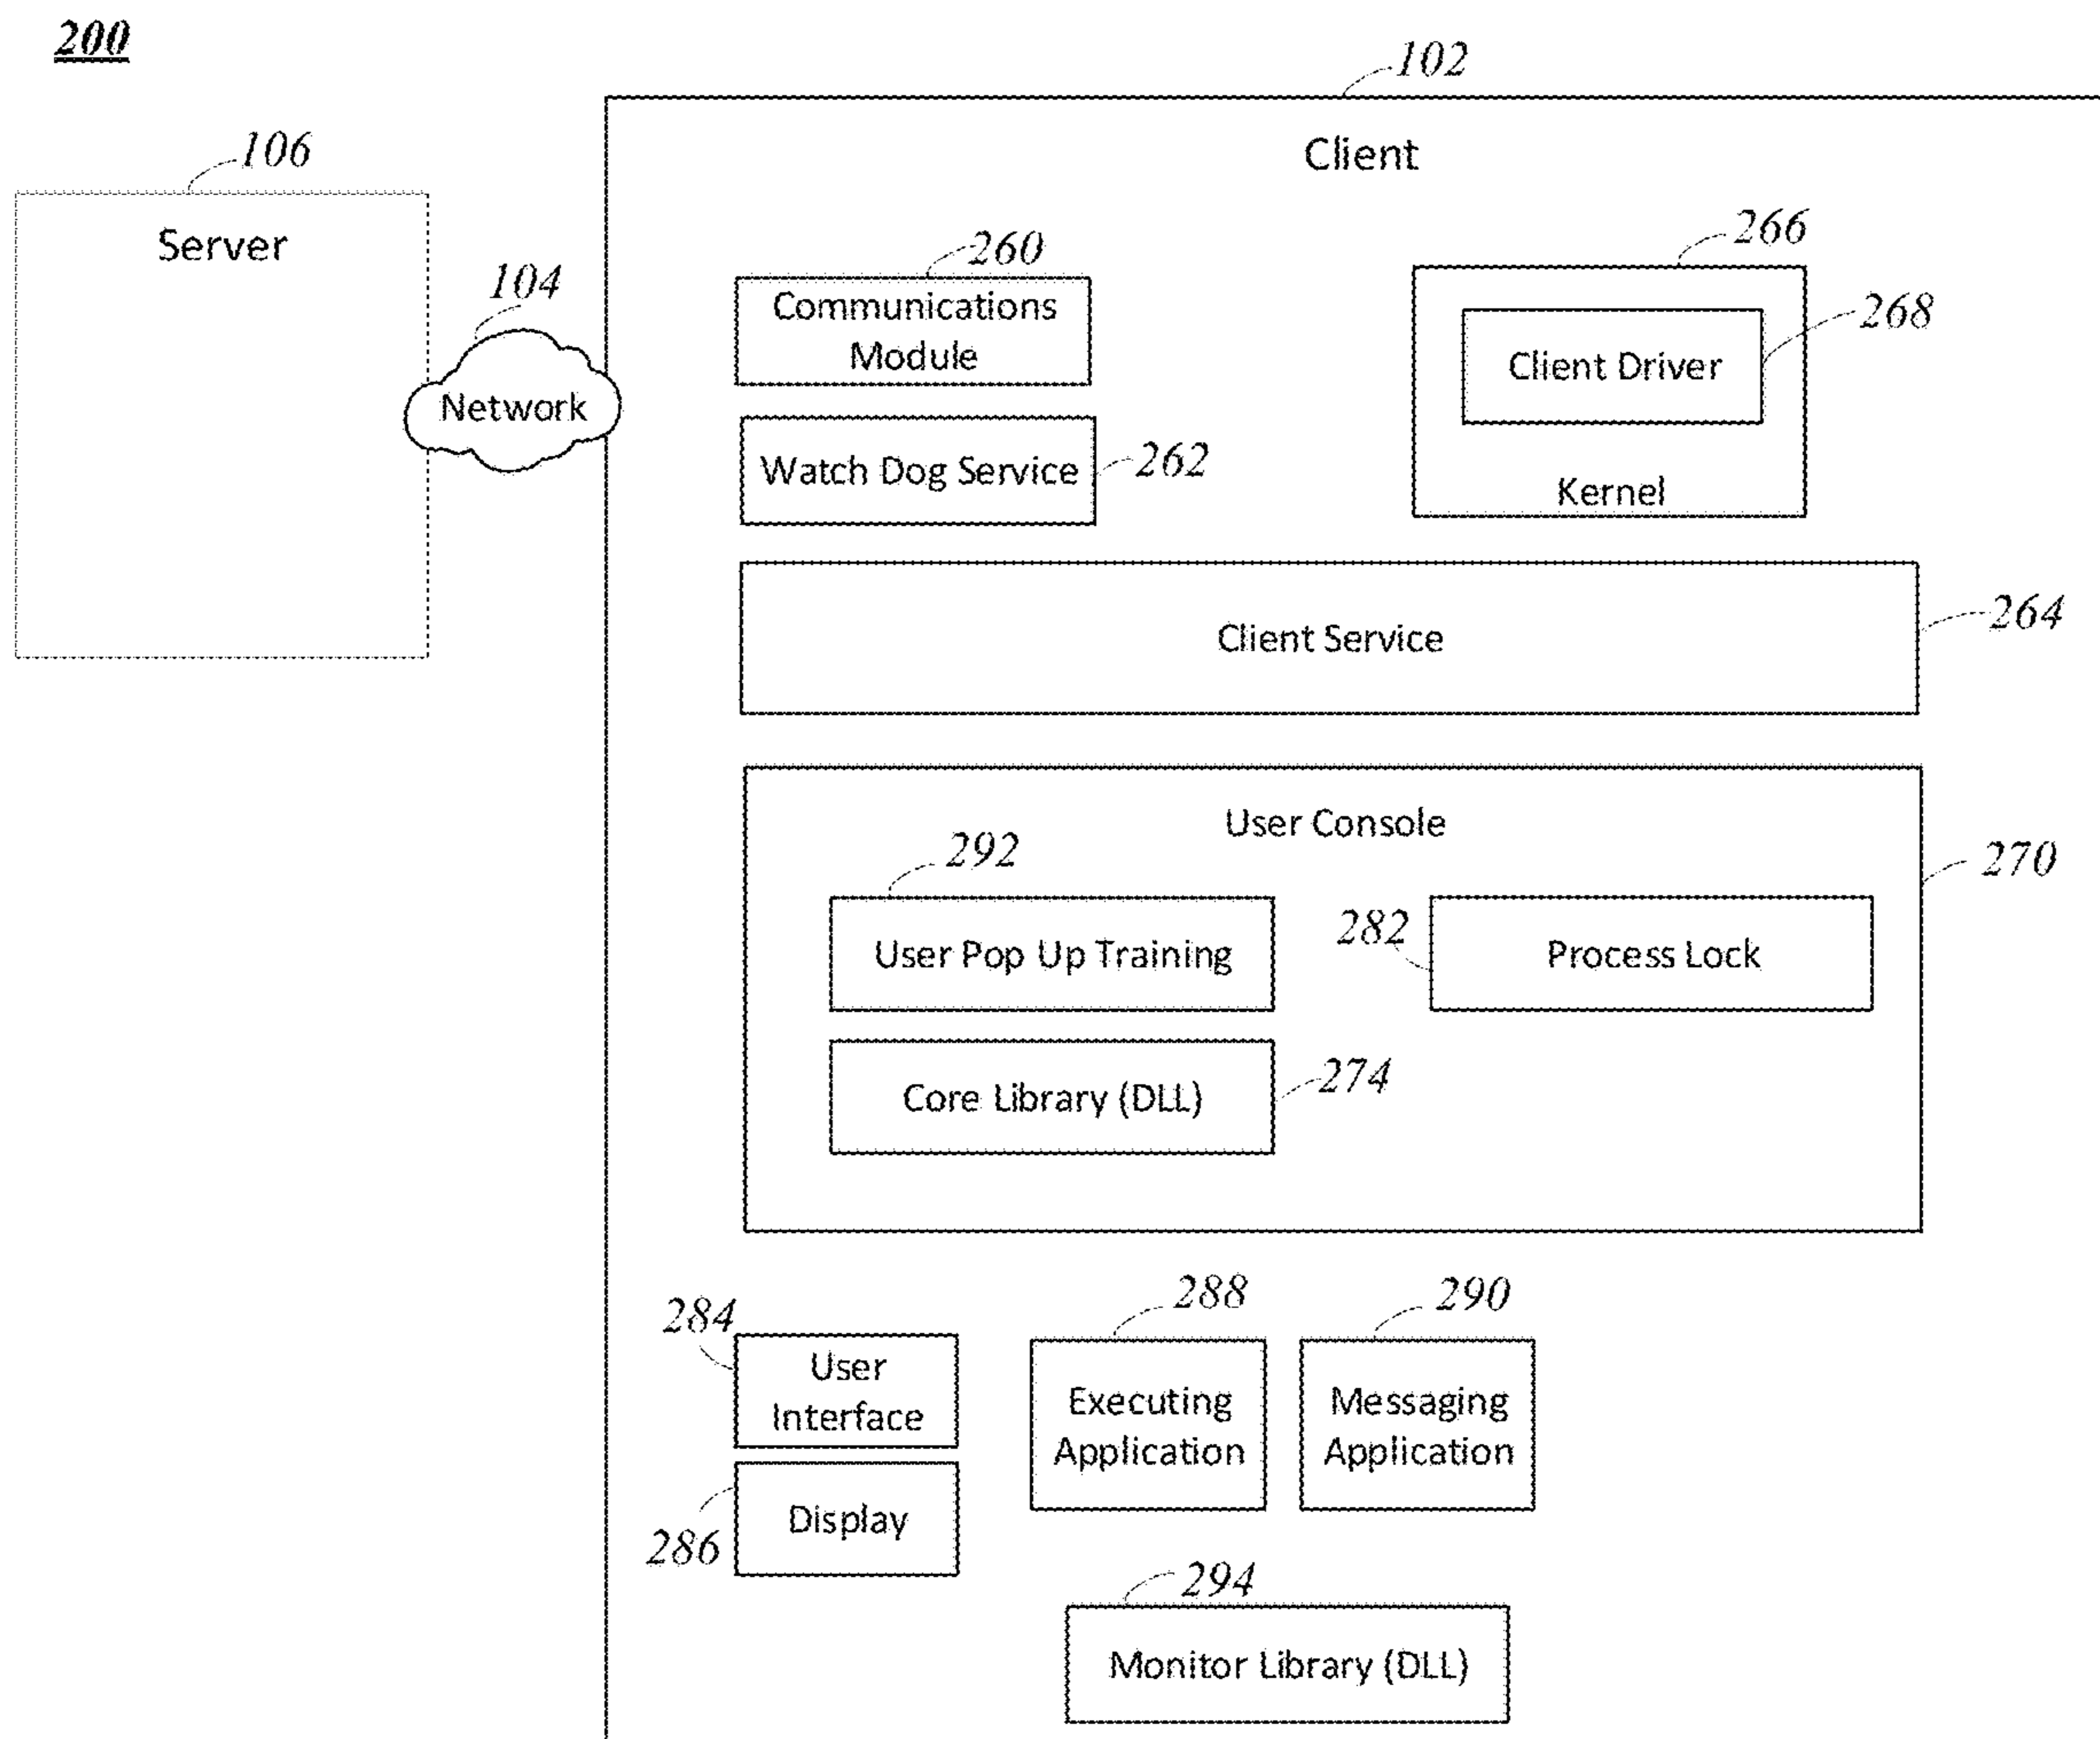 200
102
106
Client
Server
104
Network
260
Communications
Module
266
268
Client Driver
Kernel
Watch Dog Service
262
Client Service
264
User Console
270
292
User Pop Up Training
282
Process Lock
Core Library (DLL)
274
284
User
Interface
288
Executing
Application
290
Messaging
Application
Display
286
294
Monitor Library (DLL)